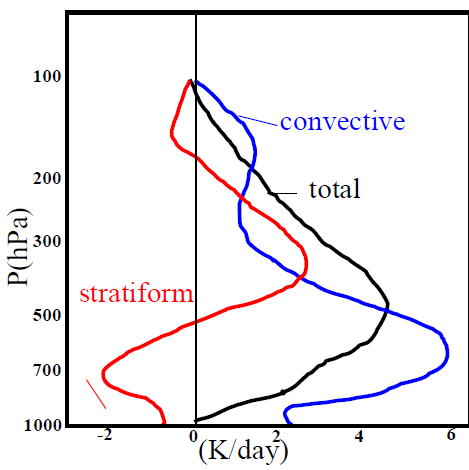 100
convective
200
total
P(hPa)
300
stratiform
500
700
1000
-2 0 2 4 6
(K/day)